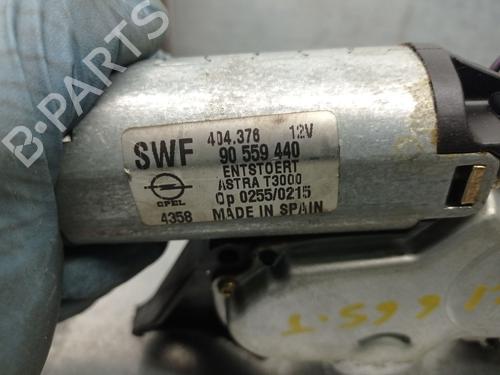 B-PARTS
404.376 12V
SWF 90 559 440
ENTSTOERT
ASTRA T3000
OPEL Op 0255/0215
4358 MADE IN SPAIN